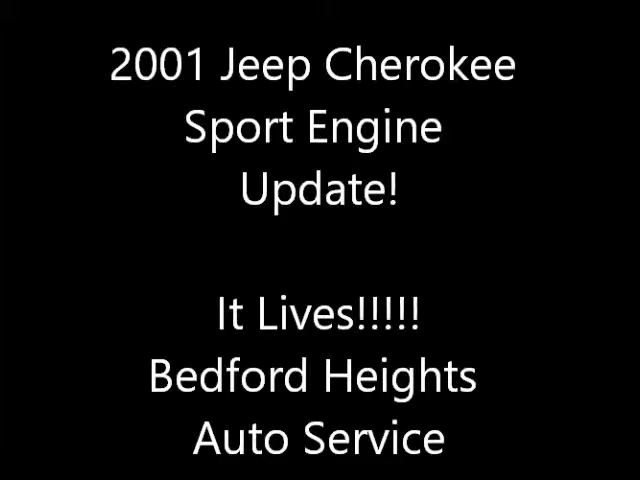 2001 Jeep Cherokee
Sport Engine
Update!
It Lives!!!!!
Bedford Heights
Auto Service